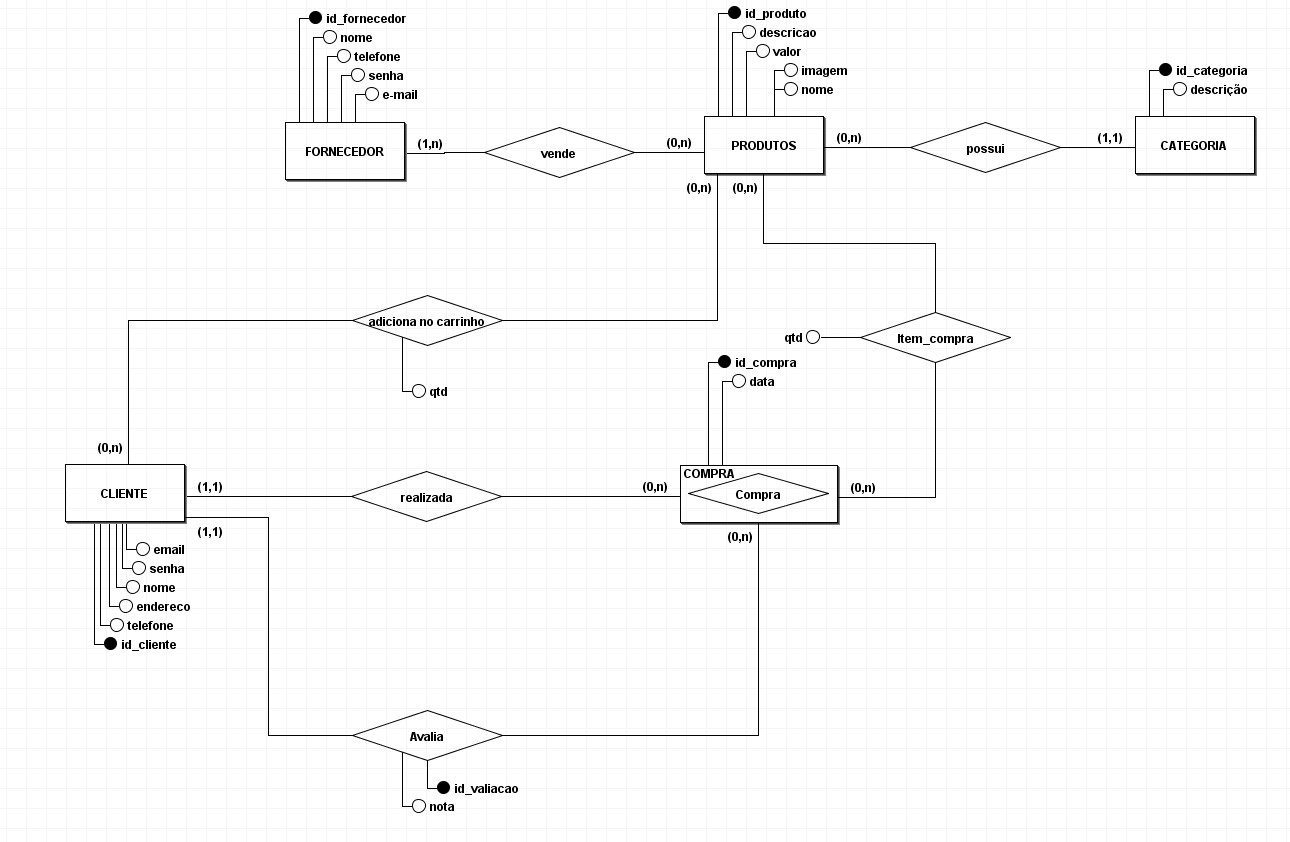 id_fornecedor
nome
telefone
senha
e-mail
FORNECEDOR
(1,n)
vende
(0,n)
id_produto
descricao
valor
imagem
nome
PRODUTOS
(0,n)
possui
(1,1)
id_categoria
descrição
CATEGORIA
(0,n)
(0,n)
adiciona no carrinho
qtd
qtd
Item_compra
id_compra
data
(0,n)
CLIENTE
(1,1)
realizada
(0,n)
COMPRA
Compra
(0,n)
(1,1)
(0,n)
email
senha
nome
endereco
telefone
id_cliente
Avalia
id_valiacao
nota